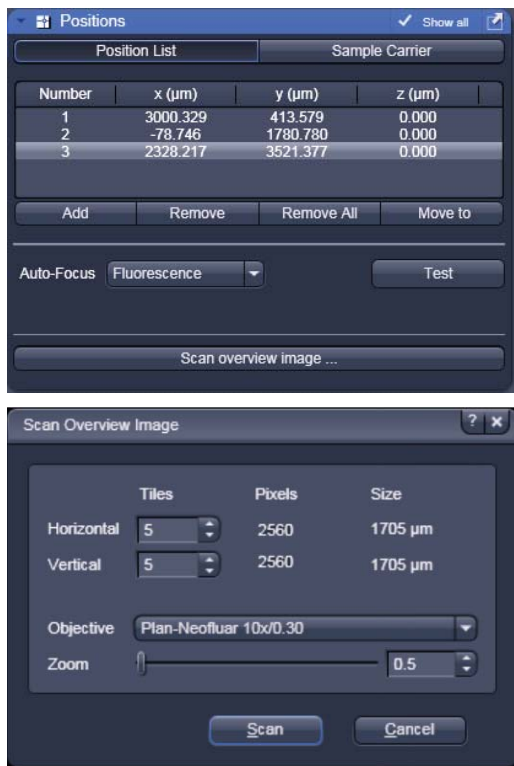 Positions Show all
Position List Sample Carrier
Number x (µm) y (µm) z (µm)
1 3000.329 413.579 0.000
2 -78.746 1780.780 0.000
3 2328.217 3521.377 0.000
Add Remove Remove All Move to
Auto-Focus Fluorescence Test
Scan overview image ...
Scan Overview Image ? x
Tiles Pixels Size
Horizontal 5 2560 1705 µm
Vertical 5 2560 1705 µm
Objective Plan-Neofluar 10x/0.30
Zoom 0.5
Scan Cancel